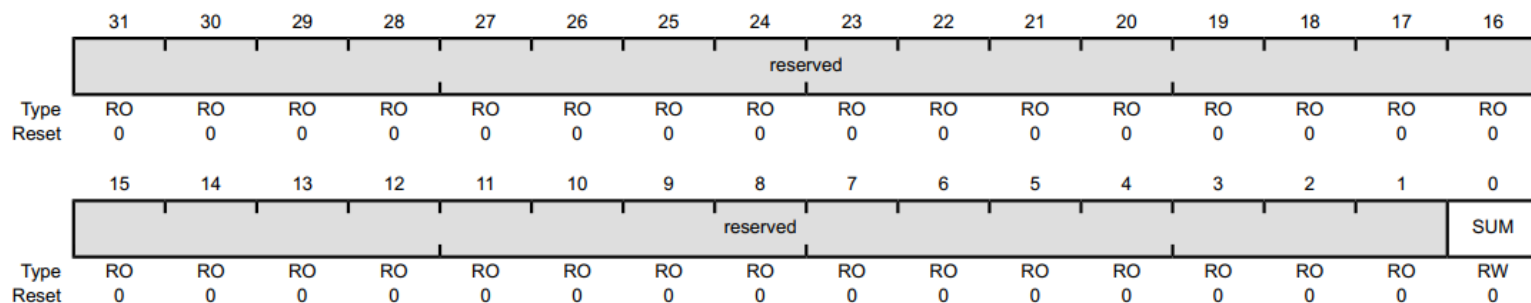 31 30 29 28 27 26 25 24 23 22 21 20 19 18 17 16
reserved
Type RO RO RO RO RO RO RO RO RO RO RO RO RO RO RO RO
Reset 0 0 0 0 0 0 0 0 0 0 0 0 0 0 0 0
15 14 13 12 11 10 9 8 7 6 5 4 3 2 1 0
reserved SUM
Type RO RO RO RO RO RO RO RO RO RO RO RO RO RO RO RW
Reset 0 0 0 0 0 0 0 0 0 0 0 0 0 0 0 0